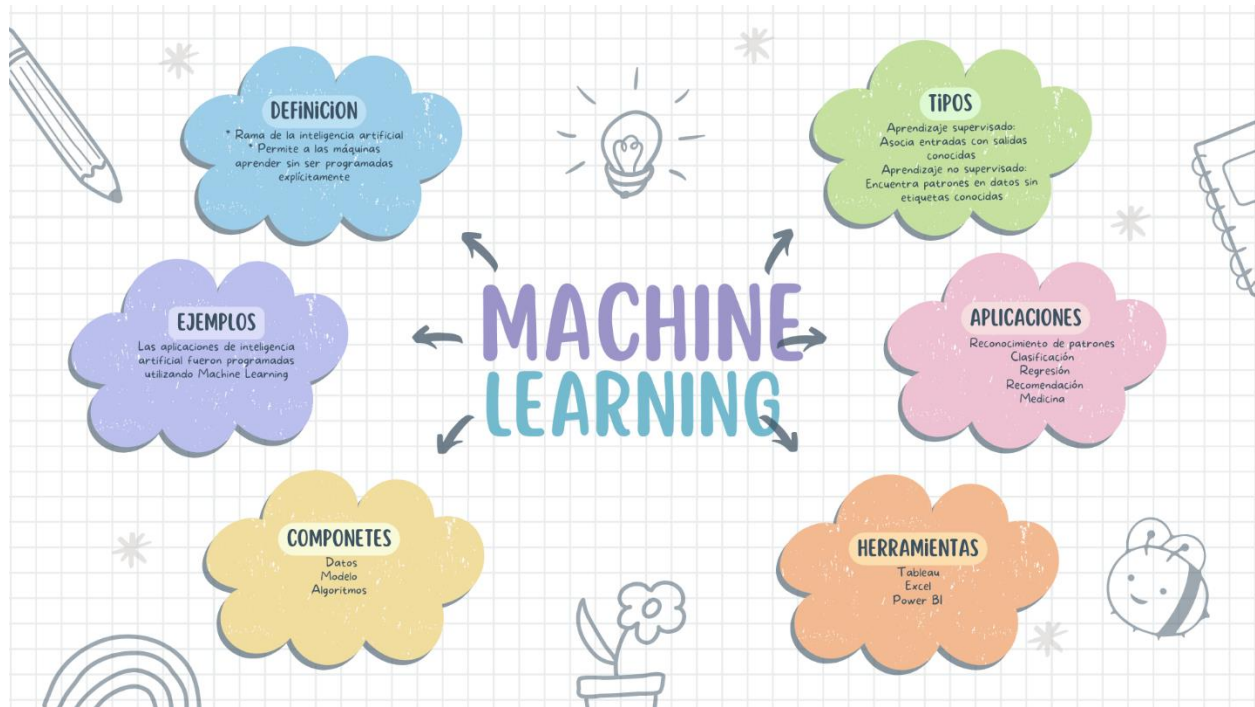 DEFINICION
* Rama de la inteligencia artificial
* Permite a las máquinas
aprender sin ser programadas
explícitamente
TIPOS
Aprendizaje supervisado:
Asocia entradas con salidas
conocidas
Aprendizaje no supervisado:
Encuentra patrones en datos sin
etiquetas conocidas
MACHINE
LEARNING
EJEMPLOS
Las aplicaciones de inteligencia
artificial fueron programadas
utilizando Machine Learning
APLICACIONES
Reconocimiento de patrones
Clasificación
Regresión
Recomendación
Medicina
COMPONETES
Datos
Modelo
Algoritmos
HERRAMIENTAS
Tableau
Excel
Power BI